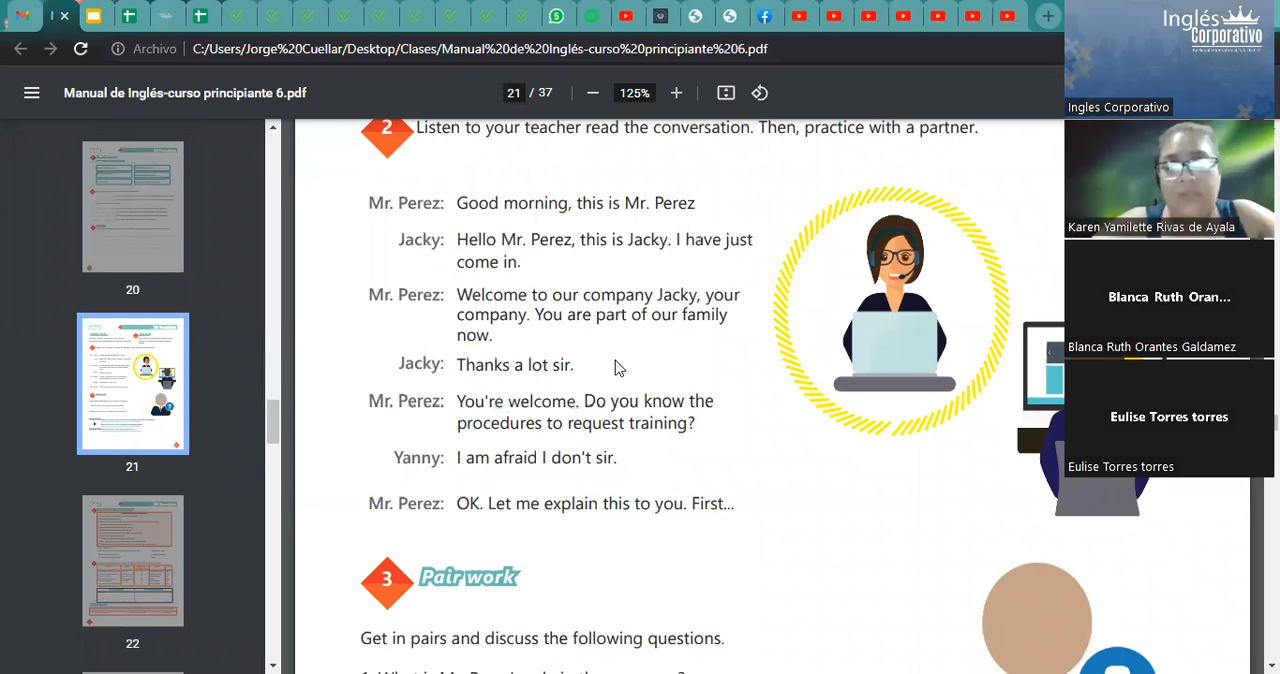 Archivo
C:/Users/Jorge%20Cuellar/Desktop/Clases/Manual%20de%20Inglés-curso%20principiante%206.pdf
Manual de Inglés-curso principiante 6.pdf
21 / 37
125%
20
21
22
2 Listen to your teacher read the conversation. Then, practice with a partner.
Mr. Perez: Good morning, this is Mr. Perez
Jacky: Hello Mr. Perez, this is Jacky. I have just
come in.
Mr. Perez: Welcome to our company Jacky, your
company. You are part of our family
now.
Jacky: Thanks a lot sir.
Mr. Perez: You're welcome. Do you know the
procedures to request training?
Yanny: I am afraid I don't sir.
Mr. Perez: OK. Let me explain this to you. First...
3 Pair work
Get in pairs and discuss the following questions.
Inglés
Corporativo
Ingles Corporativo
Karen Yamilette Rivas de Ayala
Blanca Ruth Oran...
Blanca Ruth Orantes Galdamez
Eulise Torres torres
Eulise Torres torres